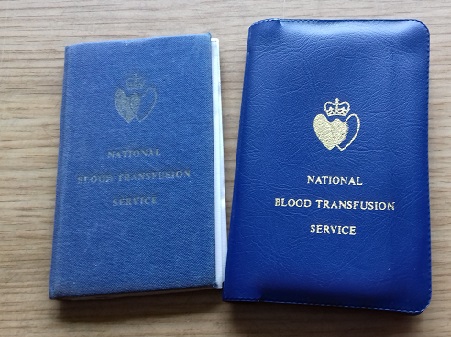 NATIONAL
BLOOD TRANSFUSION
SERVICE
NATIONAL
BLOOD TRANSFUSION
SERVICE